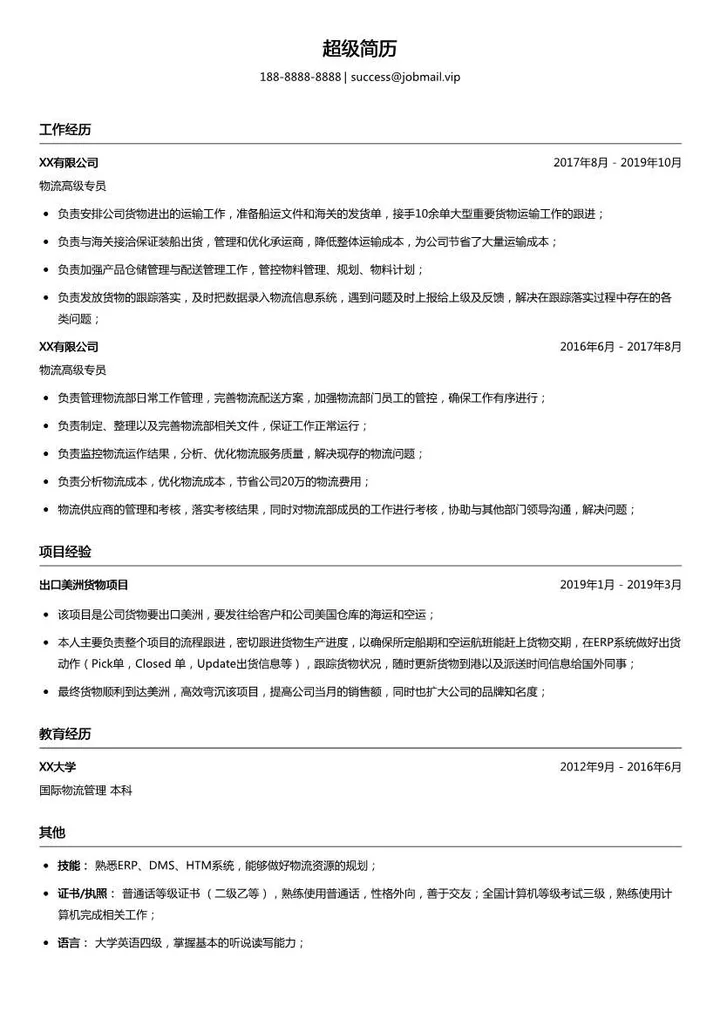 超级简历
188-8888-8888 | success@jobmail.vip
工作经历
XX有限公司 2017年8月 - 2019年10月
物流高级专员
• 负责安排公司货物进出的运输工作，准备船运文件和海关的发货单，接手10余单大型重要货物运输工作的跟进；
• 负责与海关接洽保证装船出货，管理和优化承运商，降低整体运输成本，为公司节省了大量运输成本；
• 负责加强产品仓储管理与配送管理工作，管控物料管理、规划、物料计划；
• 负责发放货物的跟踪落实，及时把数据录入物流信息系统，遇到问题及时上报给上级及反馈，解决在跟踪落实过程中存在的各
类问题；
XX有限公司 2016年6月 - 2017年8月
物流高级专员
• 负责管理物流部日常工作管理，完善物流配送方案，加强物流部门员工的管控，确保工作有序进行；
• 负责制定、整理以及完善物流部相关文件，保证工作正常运行；
• 负责监控物流运作结果，分析、优化物流服务质量，解决现存的物流问题；
• 负责分析物流成本，优化物流成本，节省公司20万的物流费用；
• 物流供应商的管理和考核，落实考核结果，同时对物流部成员的工作进行考核，协助与其他部门领导沟通，解决问题；
项目经验
出口美洲货物项目 2019年1月 - 2019年3月
• 该项目是公司货物要出口美洲，要发往给客户和公司美国仓库的海运和空运；
• 本人主要负责整个项目的流程跟进，密切跟进货物生产进度，以确保所定船期和空运航班能赶上货物交期，在ERP系统做好出货
动作（Pick单，Closed 单，Update出货信息等），跟踪货物状况，随时更新货物到港以及派送时间信息给国外同事；
• 最终货物顺利到达美洲，高效弯沉该项目，提高公司当月的销售额，同时也扩大公司的品牌知名度；
教育经历
XX大学 2012年9月 - 2016年6月
国际物流管理 本科
其他
• 技能： 熟悉ERP、DMS、HTM系统，能够做好物流资源的规划；
• 证书/执照： 普通话等级证书 （二级乙等），熟练使用普通话，性格外向，善于交友；全国计算机等级考试三级，熟练使用计
算机完成相关工作；
• 语言： 大学英语四级，掌握基本的听说读写能力；